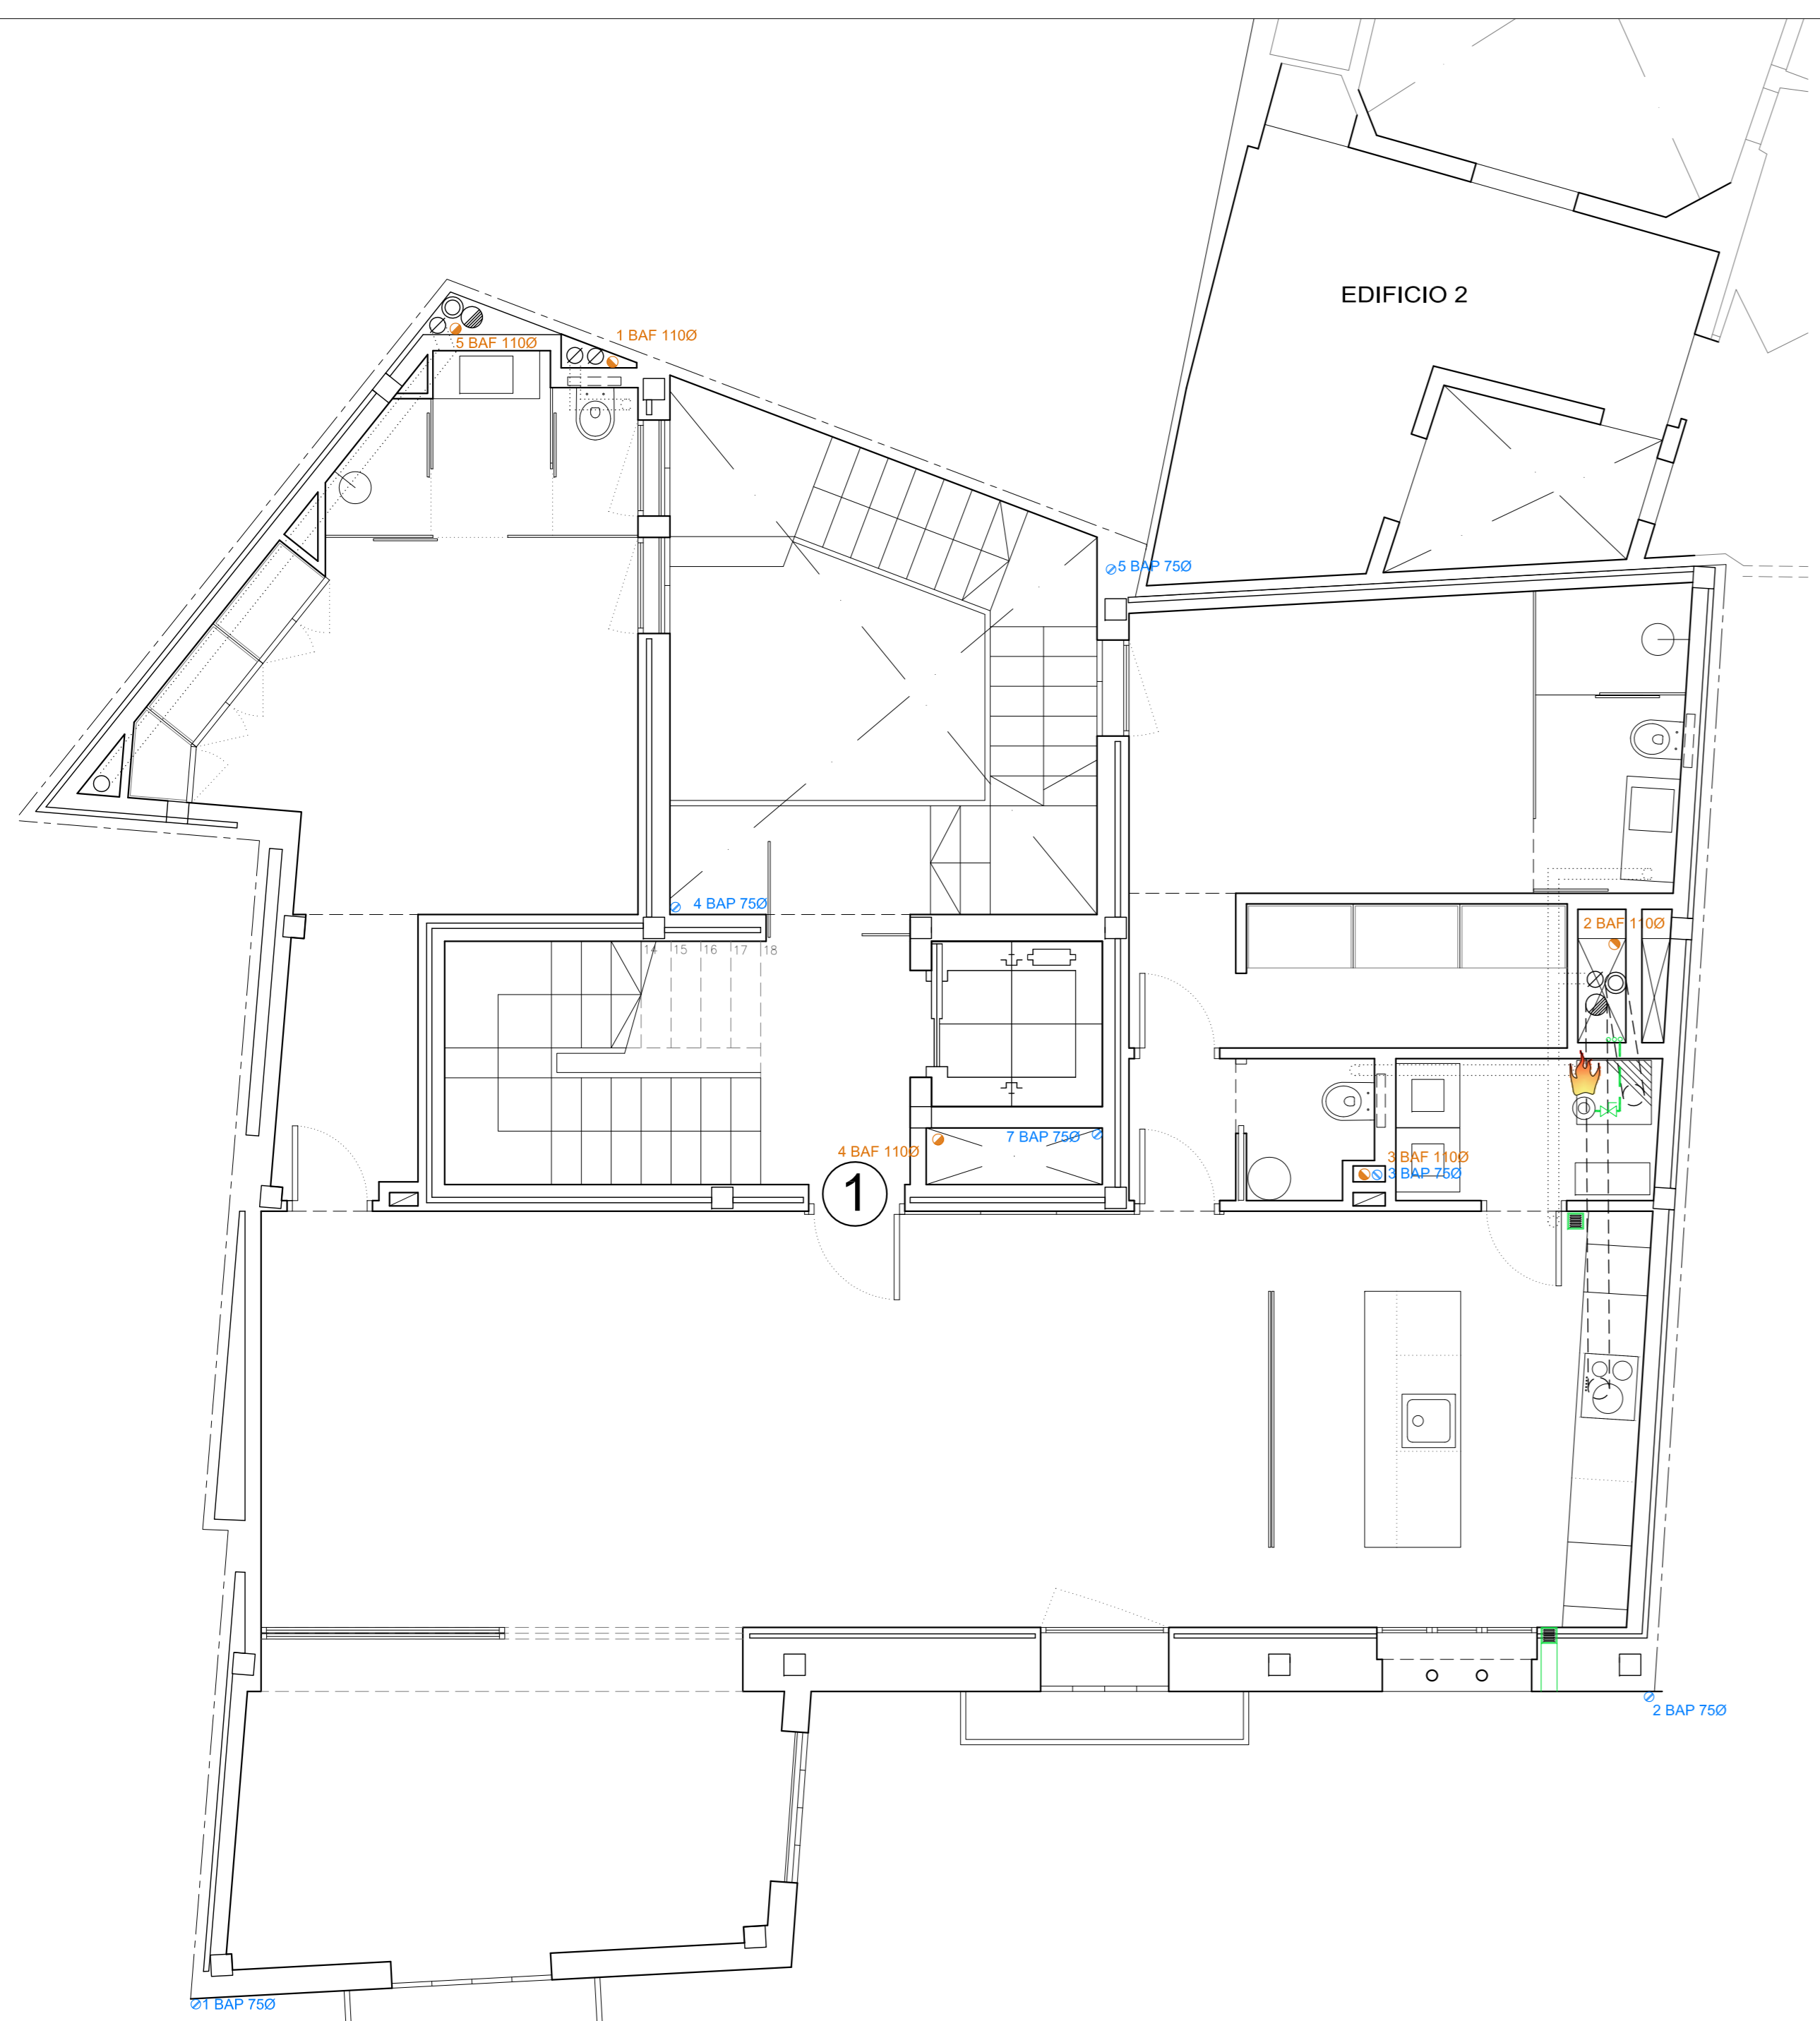 EDIFICIO 2
1 BAF 110Ø
5 BAF 110Ø
5 BAP 75Ø
4 BAP 75Ø
2 BAF 110Ø
14 15 16 17 18
7 BAP 75Ø
4 BAF 110Ø
3 BAF 110Ø
3 BAP 75Ø
1
2 BAP 75Ø
1 BAP 75Ø